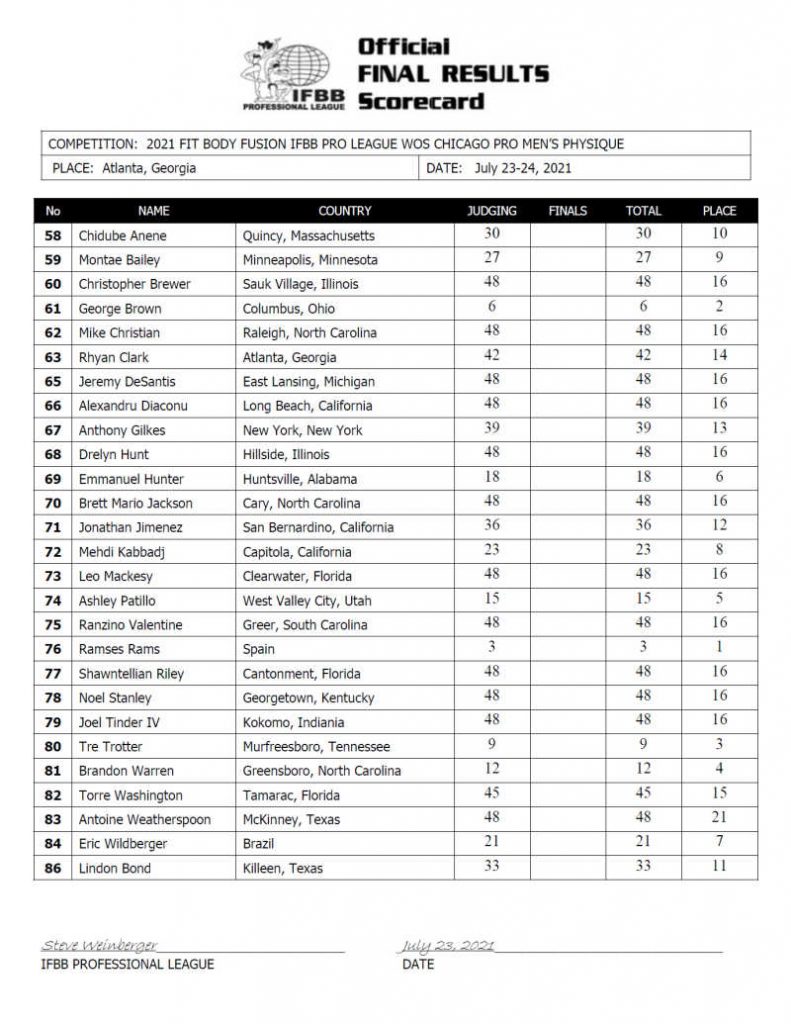 Official
FINAL RESULTS
Scorecard
IFBB
PROFESSIONAL LEAGUE
COMPETITION: 2021 FIT BODY FUSION IFBB PRO LEAGUE WOS CHICAGO PRO MEN'S PHYSIQUE
PLACE: Atlanta, Georgia DATE: July 23-24, 2021
No NAME COUNTRY JUDGING FINALS TOTAL PLACE
58 Chidube Anene Quincy, Massachusetts 30 30 10
59 Montae Bailey Minneapolis, Minnesota 27 27 9
60 Christopher Brewer Sauk Village, Illinois 48 48 16
61 George Brown Columbus, Ohio 6 6 2
62 Mike Christian Raleigh, North Carolina 48 48 16
63 Rhyan Clark Atlanta, Georgia 42 42 14
65 Jeremy DeSantis East Lansing, Michigan 48 48 16
66 Alexandru Diaconu Long Beach, California 48 48 16
67 Anthony Gilkes New York, New York 39 39 13
68 Drelyn Hunt Hillside, Illinois 48 48 16
69 Emmanuel Hunter Huntsville, Alabama 18 18 6
70 Brett Mario Jackson Cary, North Carolina 48 48 16
71 Jonathan Jimenez San Bernardino, California 36 36 12
72 Mehdi Kabbadj Capitola, California 23 23 8
73 Leo Mackesy Clearwater, Florida 48 48 16
74 Ashley Patillo West Valley City, Utah 15 15 5
75 Ranzino Valentine Greer, South Carolina 48 48 16
76 Ramses Rams Spain 3 3 1
77 Shawntellian Riley Cantonment, Florida 48 48 16
78 Noel Stanley Georgetown, Kentucky 48 48 16
79 Joel Tinder IV Kokomo, Indiania 48 48 16
80 Tre Trotter Murfreesboro, Tennessee 9 9 3
81 Brandon Warren Greensboro, North Carolina 12 12 4
82 Torre Washington Tamarac, Florida 45 45 15
83 Antoine Weatherspoon McKinney, Texas 48 48 21
84 Eric Wildberger Brazil 21 21 7
86 Lindon Bond Killeen, Texas 33 33 11
Steve Weinberger July 23, 2021
IFBB PROFESSIONAL LEAGUE DATE